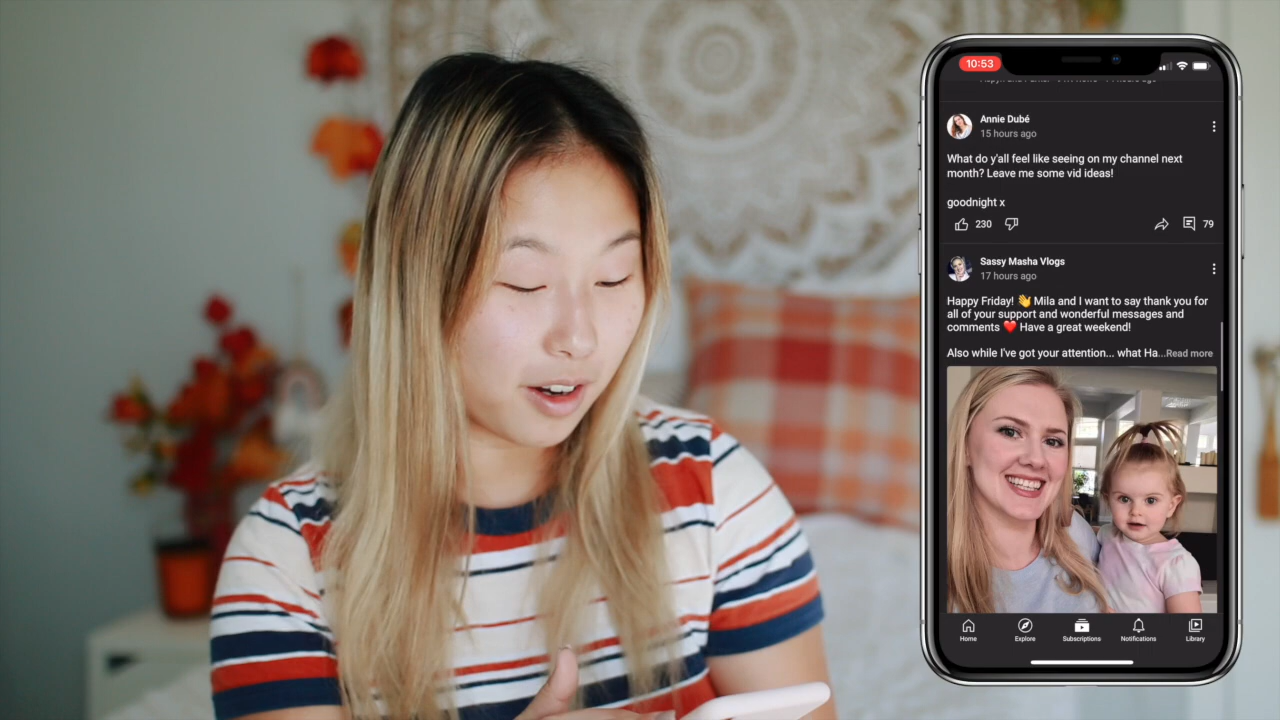 10:53
Annie Dubé
15 hours ago
What do y'all feel like seeing on my channel next
month? Leave me some vid ideas!
goodnight x
230
79
Sassy Masha Vlogs
17 hours ago
Happy Friday! 👋 Mila and I want to say thank you for
all of your support and wonderful messages and
comments ❤️ Have a great weekend!
Also while I've got your attention... what Ha...Read more
Home Explore Subscriptions Notifications Library